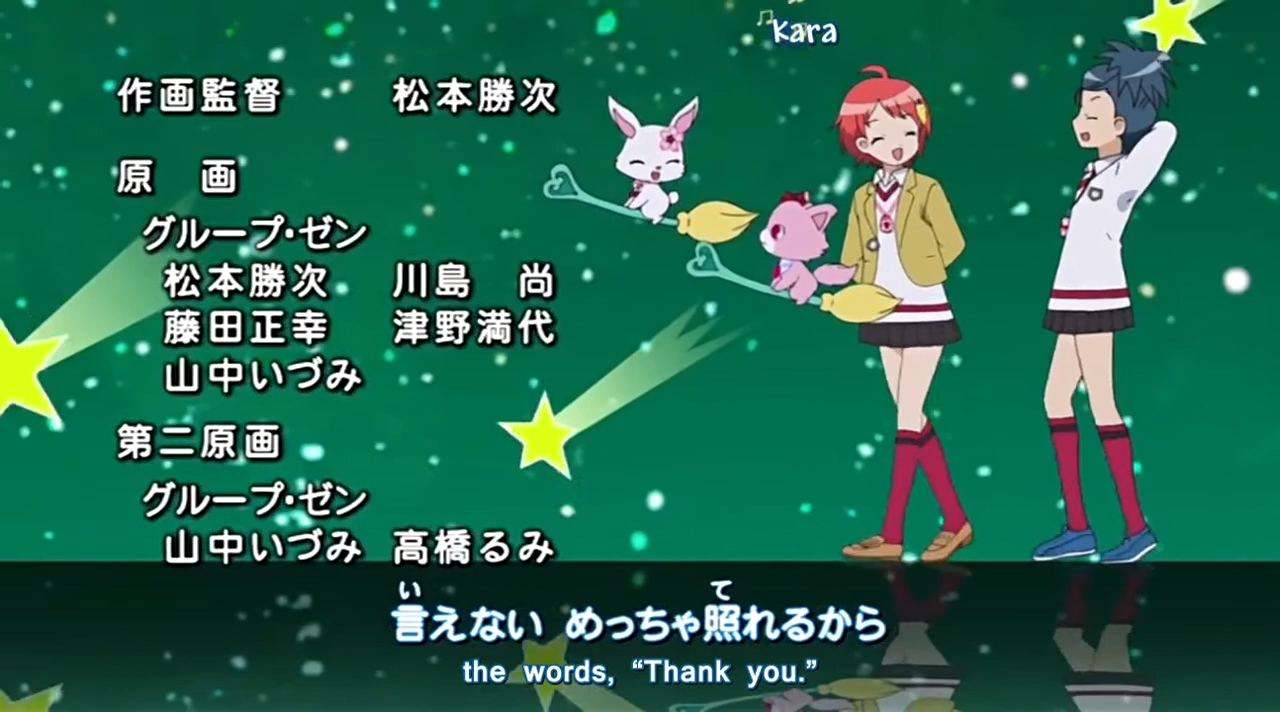 Kara
作画監督 松本勝次
原 画
グループ・ゼン
松本勝次 川島 尚
藤田正幸 津野満代
山中いづみ
第二原画
グループ・ゼン
山中いづみ 高橋るみ
い て
言えない めっちゃ照れるから
the words, “Thank you.”